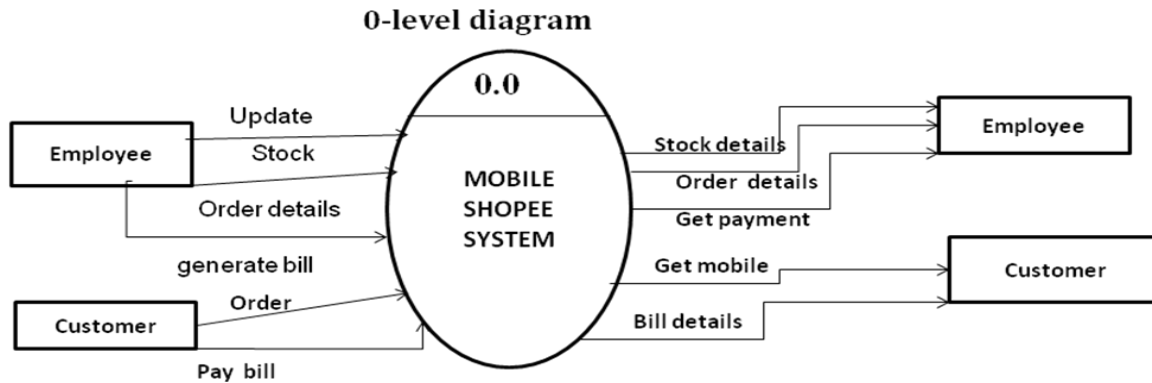 0-level diagram
0.0
Update
Stock
Employee
Order details
generate bill
Order
Customer
Pay bill
MOBILE
SHOPEE
SYSTEM
Stock details
Order details
Get payment
Employee
Get mobile
Bill details
Customer